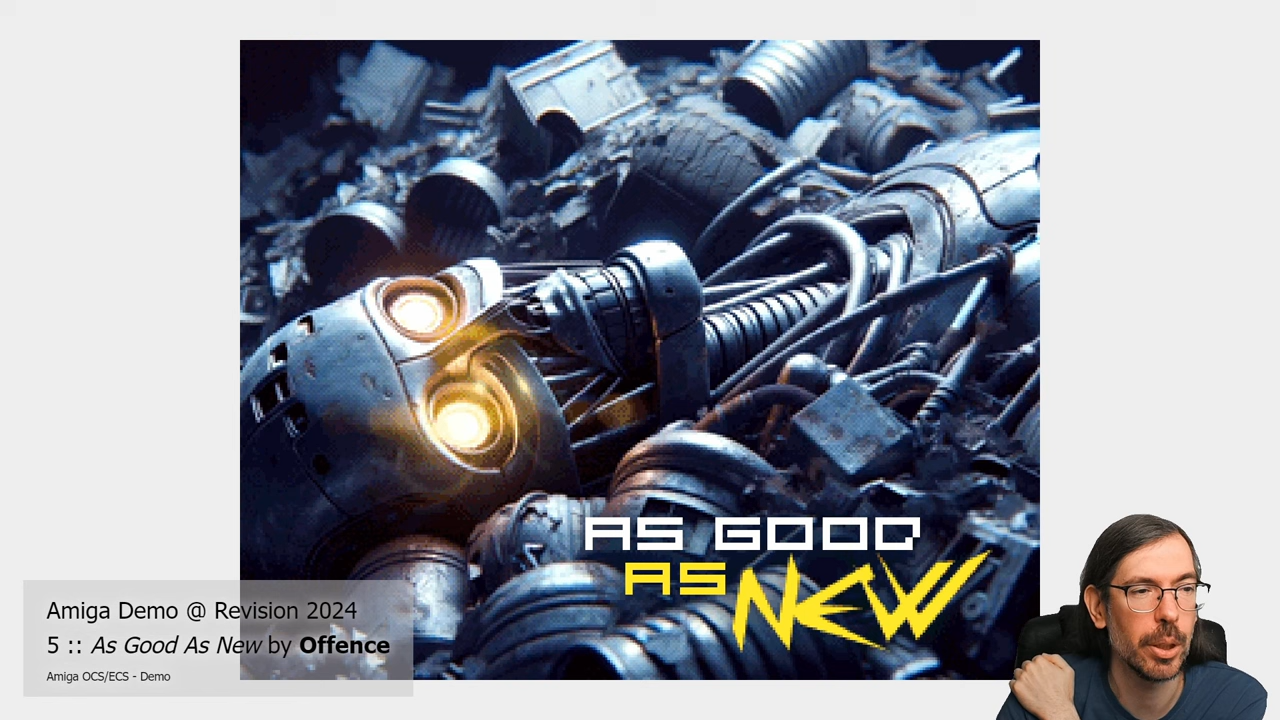 AS GOOD
AS NEW
Amiga Demo @ Revision 2024
5 :: As Good As New by Offence
Amiga OCS/ECS - Demo